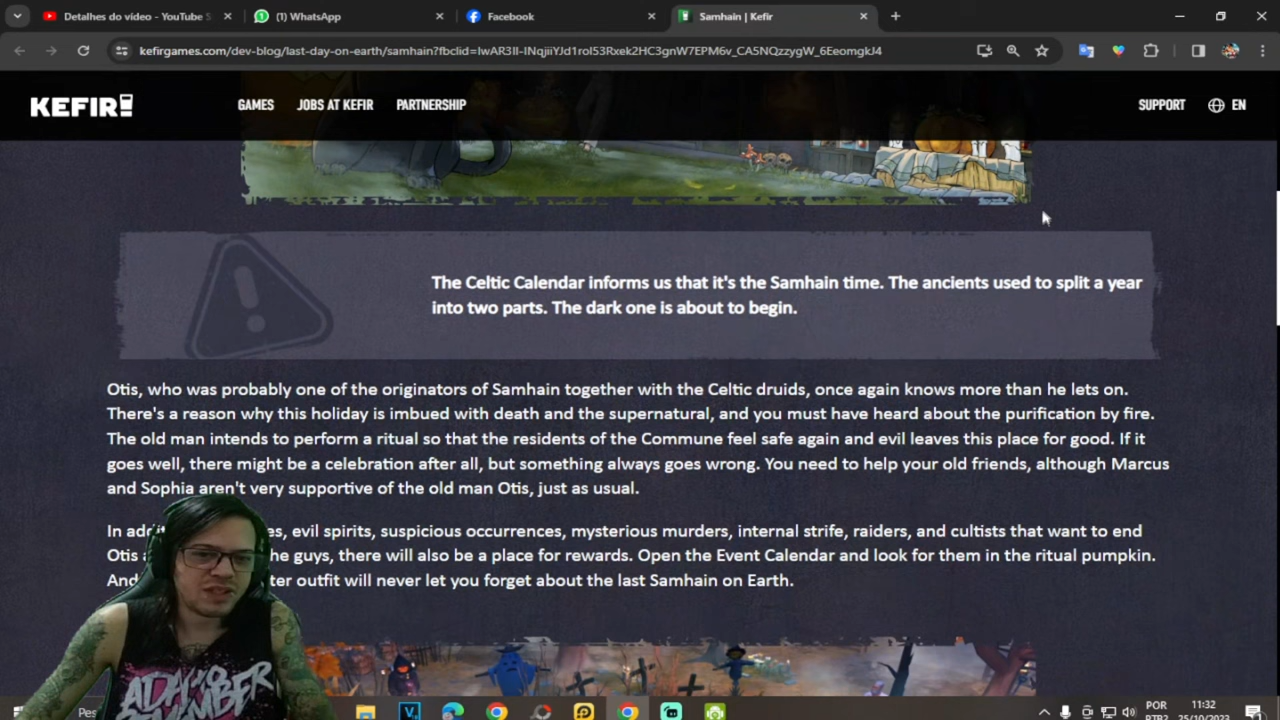 Detalhes do vídeo - YouTube S
(1) WhatsApp
Facebook
Samhain | Kefir
kefirgames.com/dev-blog/last-day-on-earth/samhain?fbclid=IwAR3II-INqjiiYJd1roI53Rxek2HC3gnW7EPM6v_CA5NQzzygW_6EeomgkJ4
KEFIR!
GAMES
JOBS AT KEFIR
PARTNERSHIP
SUPPORT
EN
The Celtic Calendar informs us that it's the Samhain time. The ancients used to split a year
into two parts. The dark one is about to begin.
Otis, who was probably one of the originators of Samhain together with the Celtic druids, once again knows more than he lets on.
There's a reason why this holiday is imbued with death and the supernatural, and you must have heard about the purification by fire.
The old man intends to perform a ritual so that the residents of the Commune feel safe again and evil leaves this place for good. If it
goes well, there might be a celebration after all, but something always goes wrong. You need to help your old friends, although Marcus
and Sophia aren't very supportive of the old man Otis, just as usual.
In evil spirits, suspicious occurrences, mysterious murders, internal strife, raiders, and cultists that want to end
Otis guys, there will also be a place for rewards. Open the Event Calendar and look for them in the ritual pumpkin.
And outfit will never let you forget about the last Samhain on Earth.
Pes
POR
PTB2
11:32
25/10/2023